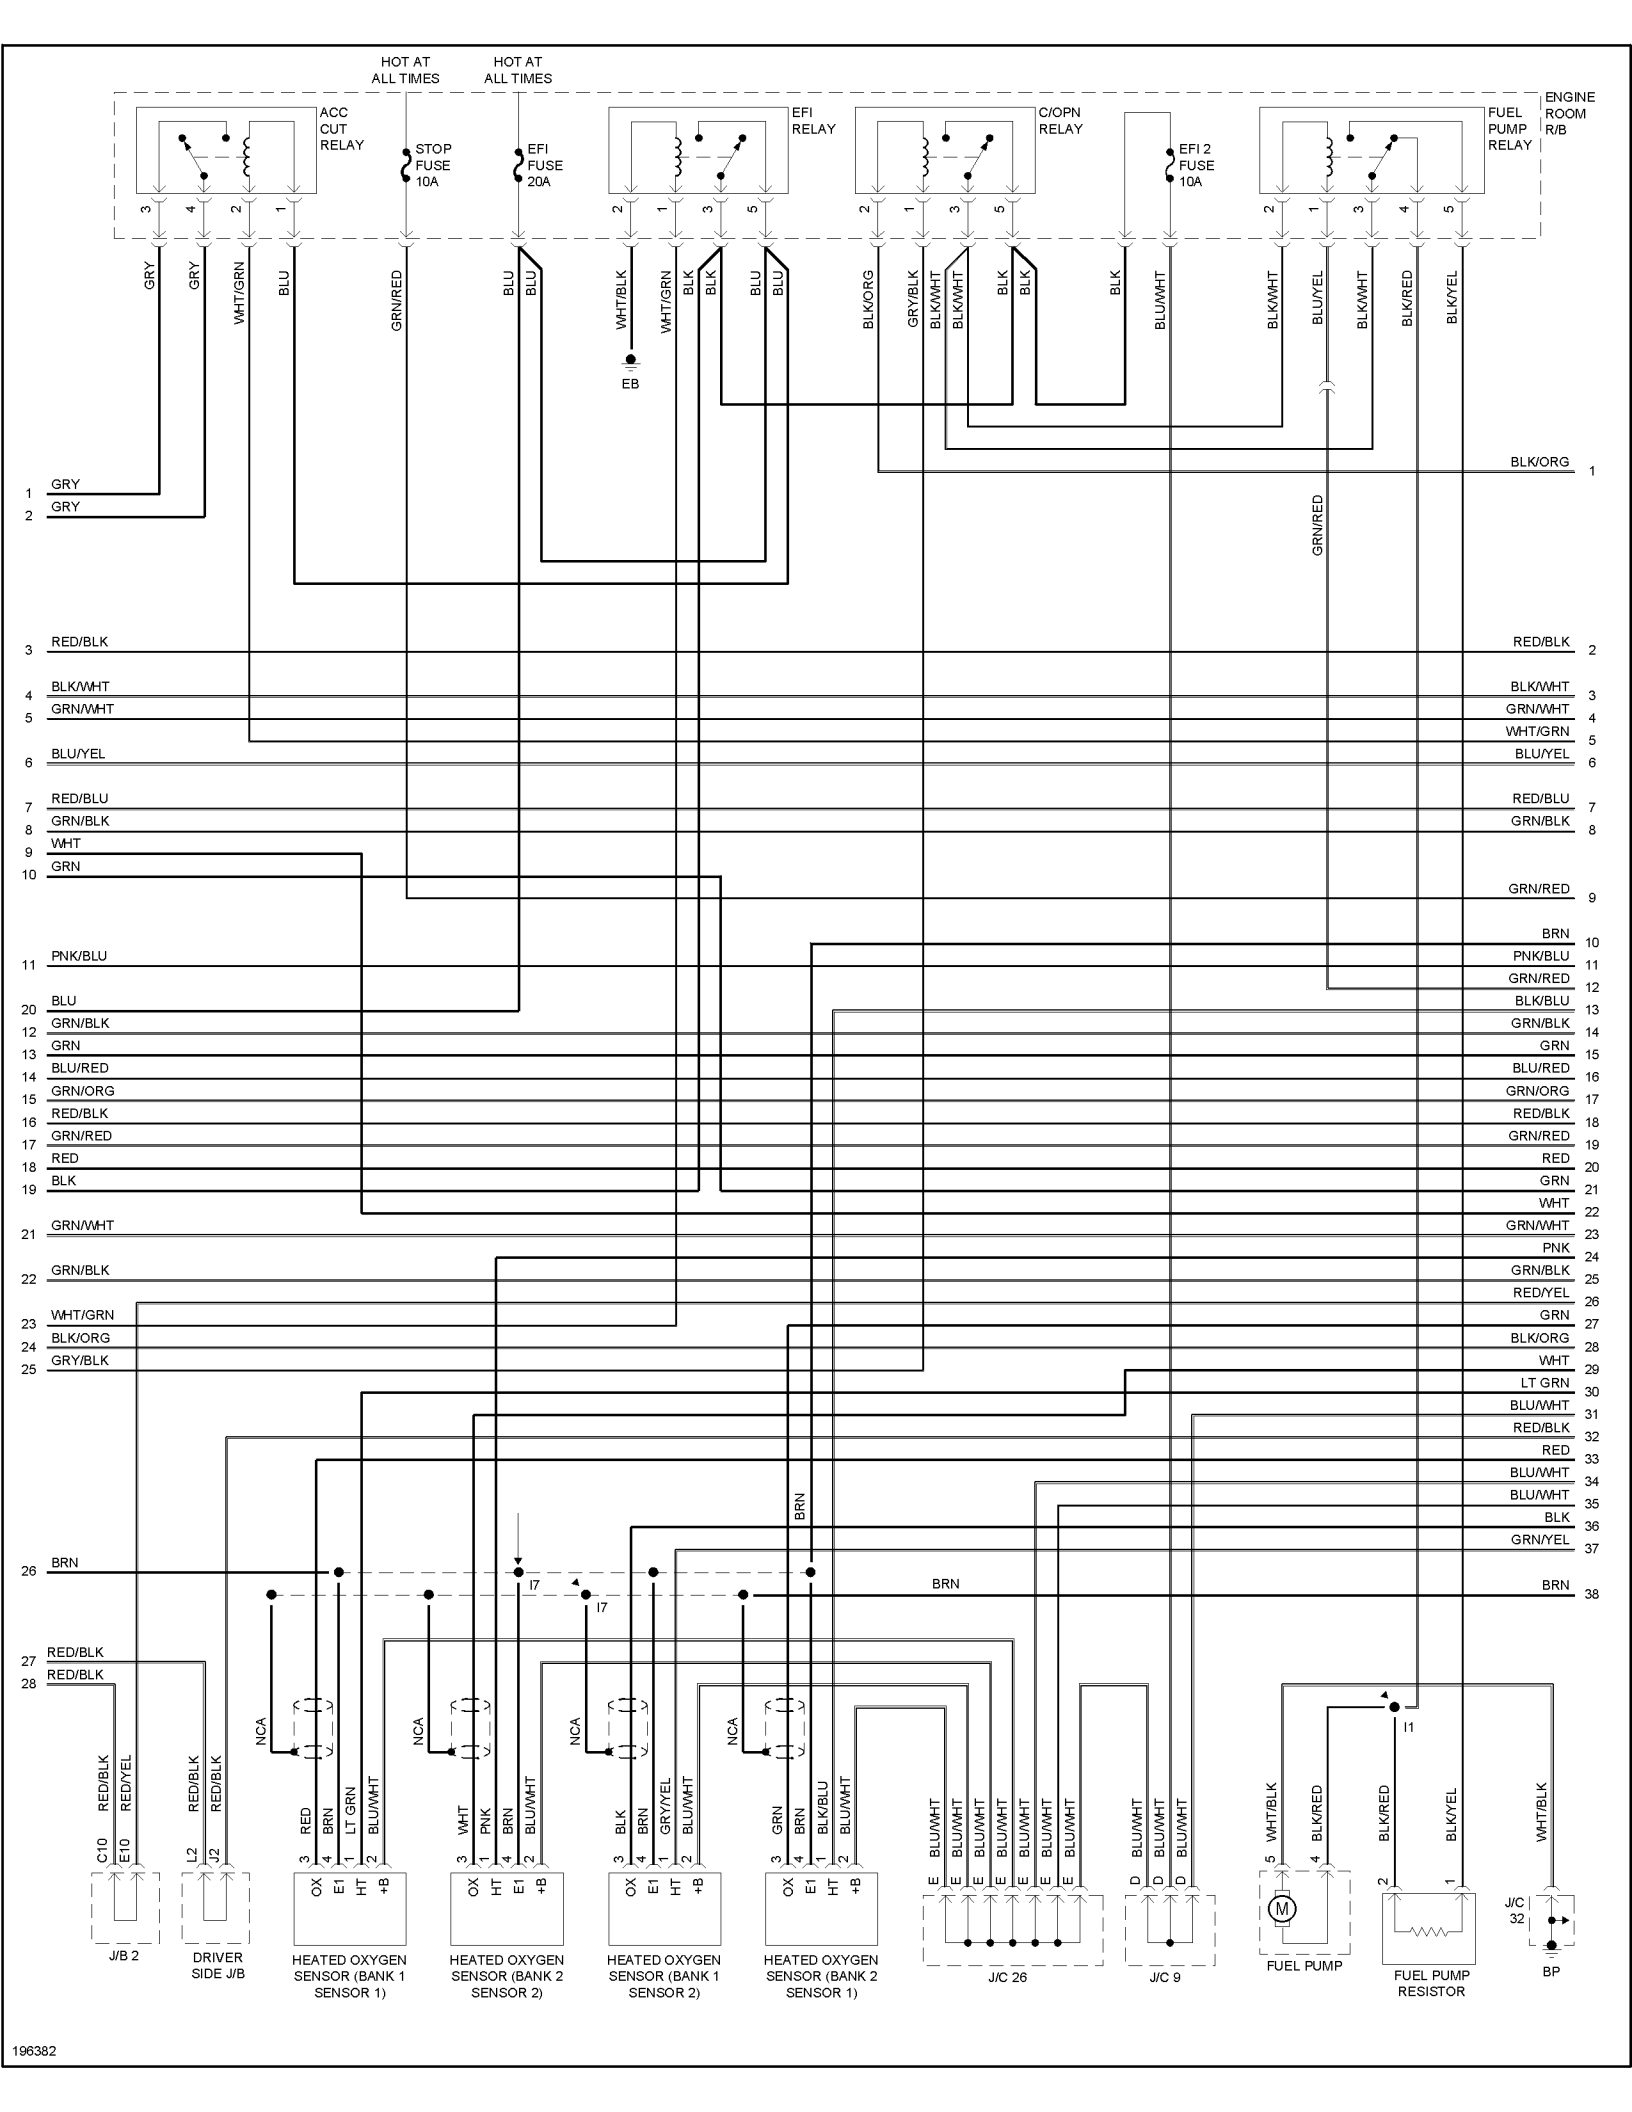 HOT AT
ALL TIMES
HOT AT
ALL TIMES
ENGINE
ROOM
R/B
ACC
CUT
RELAY
STOP
FUSE
10A
EFI
FUSE
20A
EFI
RELAY
C/OPN
RELAY
EFI 2
FUSE
10A
FUEL
PUMP
RELAY
3 4 2 1 2 1 3 5 2 1 3 5 2 1 3 4 5
GRY GRY WHT/GRN BLU GRN/RED BLU BLU WHT/BLK WHT/GRN BLK BLK BLU BLU BLK/ORG GRY/BLK BLK/WHT BLK/WHT BLK BLK BLK BLU/WHT BLK/WHT BLU/YEL BLK/WHT BLK/RED BLK/YEL
EB
BLK/ORG 1
1 GRY
2 GRY
GRN/RED
3 RED/BLK RED/BLK 2
4 BLK/WHT BLK/WHT 3
5 GRN/WHT GRN/WHT 4
WHT/GRN 5
6 BLU/YEL BLU/YEL 6
7 RED/BLU RED/BLU 7
8 GRN/BLK GRN/BLK 8
9 WHT
10 GRN
GRN/RED 9
BRN 10
11 PNK/BLU PNK/BLU 11
GRN/RED 12
20 BLU BLK/BLU 13
12 GRN/BLK GRN/BLK 14
13 GRN GRN 15
14 BLU/RED BLU/RED 16
15 GRN/ORG GRN/ORG 17
16 RED/BLK RED/BLK 18
17 GRN/RED GRN/RED 19
18 RED RED 20
19 BLK GRN 21
WHT 22
21 GRN/WHT GRN/WHT 23
PNK 24
22 GRN/BLK GRN/BLK 25
RED/YEL 26
23 WHT/GRN GRN 27
24 BLK/ORG BLK/ORG 28
25 GRY/BLK WHT 29
LT GRN 30
BLU/WHT 31
RED/BLK 32
RED 33
BLU/WHT 34
BRN BLU/WHT 35
BLK 36
GRN/YEL 37
26 BRN
I7
BRN BRN 38
I7
27 RED/BLK
28 RED/BLK
I1
NCA NCA NCA NCA
RED/BLK RED/YEL RED/BLK RED/BLK RED BRN LT GRN BLU/WHT WHT PNK BRN BLU/WHT BLK BRN GRY/YEL BLU/WHT GRN BRN BLK/BLU BLU/WHT BLU/WHT BLU/WHT BLU/WHT BLU/WHT BLU/WHT BLU/WHT BLU/WHT BLU/WHT BLU/WHT BLU/WHT WHT/BLK BLK/RED BLK/RED BLK/YEL WHT/BLK
C10 E10 L2 J2 3 4 1 2 3 1 4 2 3 4 1 2 3 4 1 2 E E E E E E E D D D 5 4 2 1
OX E1 HT +B OX HT E1 +B OX E1 HT +B OX E1 HT +B
M
J/C
32
J/B 2
DRIVER
SIDE J/B
HEATED OXYGEN
SENSOR (BANK 1
SENSOR 1)
HEATED OXYGEN
SENSOR (BANK 2
SENSOR 2)
HEATED OXYGEN
SENSOR (BANK 1
SENSOR 2)
HEATED OXYGEN
SENSOR (BANK 2
SENSOR 1)
J/C 26
J/C 9
FUEL PUMP
FUEL PUMP
RESISTOR
BP
196382